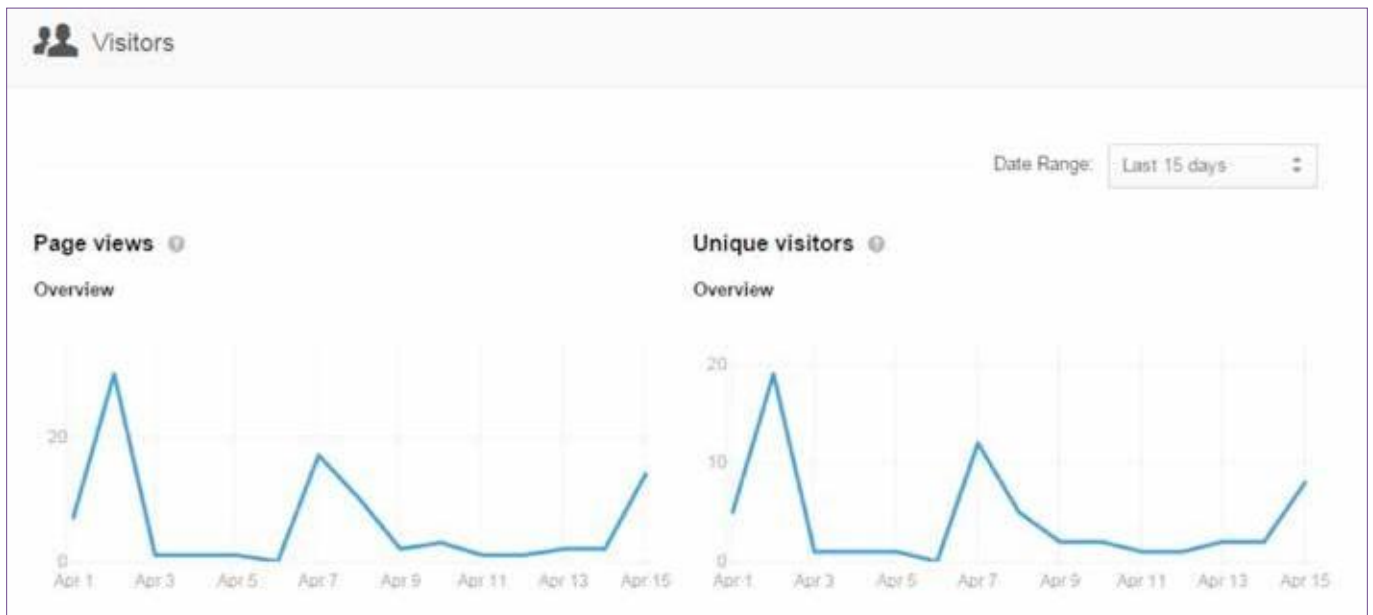 Visitors
Date Range: Last 15 days
Page views ?
Unique visitors ?
Overview
Overview
20
0
Apr 1 Apr 3 Apr 5 Apr 7 Apr 9 Apr 11 Apr 13 Apr 15
20
10
0
Apr 1 Apr 3 Apr 5 Apr 7 Apr 9 Apr 11 Apr 13 Apr 15